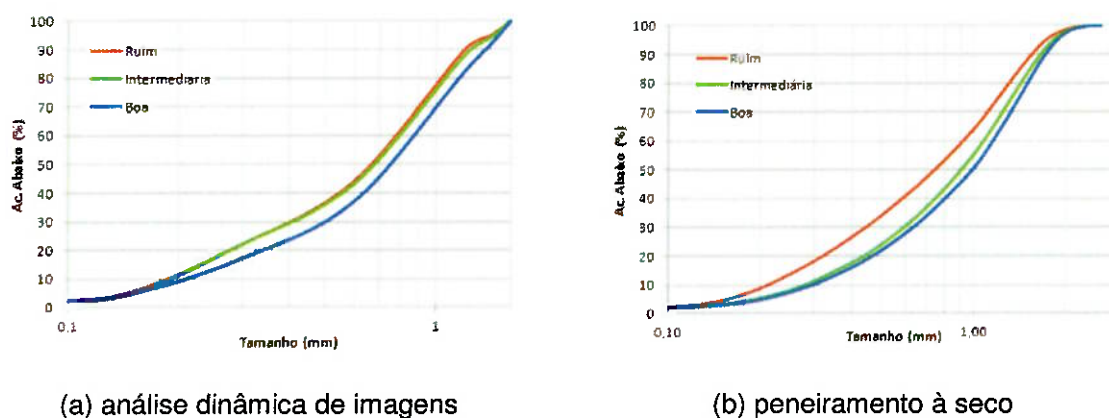 100
90
80
70
60
50
40
30
20
10
0
Ac. Abaixo (%)
Ruim
Intermediária
Boa
0,1
1
Tamanho (mm)
(a) análise dinâmica de imagens
100
90
80
70
60
50
40
30
20
10
0
Ac. Abaixo (%)
Ruim
Intermediária
Boa
0,10
1,00
Tamanho (mm)
(b) peneiramento à seco